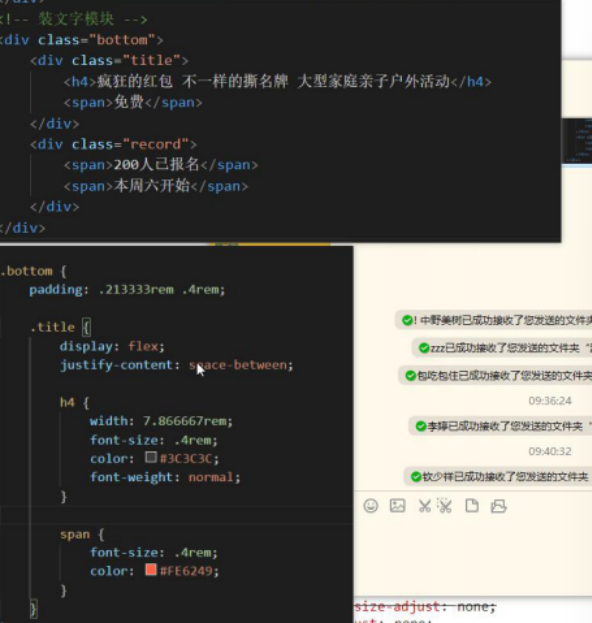 </div>
<!-- 装文字模块 -->
<div class="bottom">
<div class="title">
<h4>疯狂的红包 不一样的撕名牌 大型家庭亲子户外活动</h4>
<span>免费</span>
</div>
<div class="record">
<span>200人已报名</span>
<span>本周六开始</span>
</div>
</div>
.bottom {
padding: .213333rem .4rem;
.title {
display: flex;
justify-content: space-between;
h4 {
width: 7.866667rem;
font-size: .4rem;
color: #3C3C3C;
font-weight: normal;
}
span {
font-size: .4rem;
color: #FE6249;
}
}
! 中野美树已成功接收了您发送的文件夹
zzz已成功接收了您发送的文件夹 "
包吃包住已成功接收了您发送的文件夹
09:36:24
李婷已成功接收了您发送的文件夹 "
09:40:32
钦少样已成功接收了您发送的文件夹
size-adjust: none;